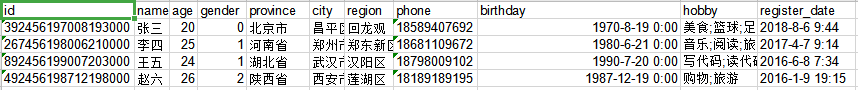 id name age gender province city region phone birthday hobby register_date
392456197008193000 张三 20 0 北京市 昌平区 回龙观 18589407692 1970-8-19 0:00 美食;篮球;足 2018-8-6 9:44
267456198006210000 李四 25 1 河南省 郑州市 郑东新区 18681109672 1980-6-21 0:00 音乐;阅读;旅 2017-4-7 9:14
892456199007203000 王五 24 1 湖北省 武汉市 汉阳区 18798009102 1990-7-20 0:00 写代码;读代 2016-6-8 7:34
492456198712198000 赵六 26 2 陕西省 西安市 莲湖区 18189189195 1987-12-19 0:00 购物;旅游 2016-1-9 19:15